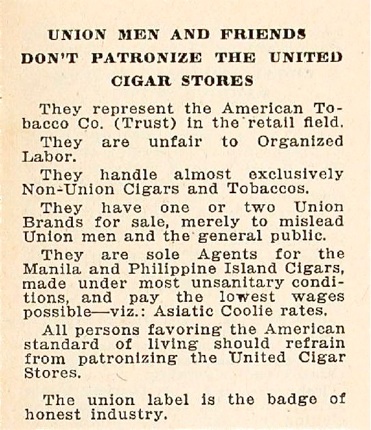 UNION MEN AND FRIENDS
DON'T PATRONIZE THE UNITED
CIGAR STORES
They represent the American To-
bacco Co. (Trust) in the retail field.
They are unfair to Organized
Labor.
They handle almost exclusively
Non-Union Cigars and Tobaccos.
They have one or two Union
Brands for sale, merely to mislead
Union men and the general public.
They are sole Agents for the
Manila and Philippine Island Cigars,
made under most unsanitary condi-
tions, and pay the lowest wages
possible—viz.: Asiatic Coolie rates.
All persons favoring the American
standard of living should refrain
from patronizing the United Cigar
Stores.
The union label is the badge of
honest industry.